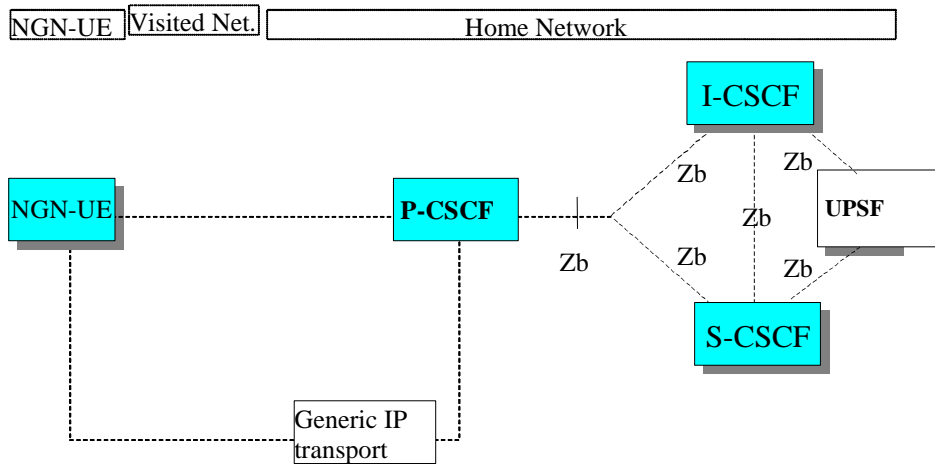 NGN-UE
Visited Net.
Home Network
I-CSCF
Zb
Zb
NGN-UE
P-CSCF
UPSF
Zb
Zb
Zb
Zb
S-CSCF
Generic IP
transport